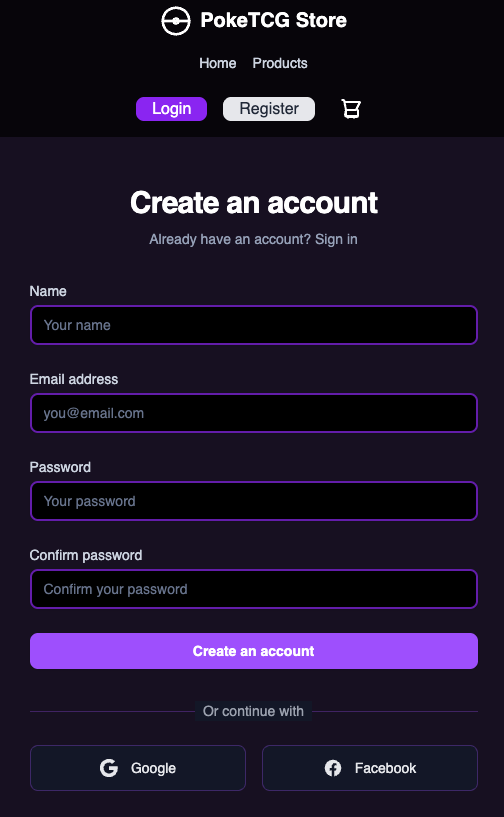 PokeTCG Store
Home Products
Login Register
Create an account
Already have an account? Sign in
Name
Your name
Email address
you@email.com
Password
Your password
Confirm password
Confirm your password
Create an account
Or continue with
Google Facebook